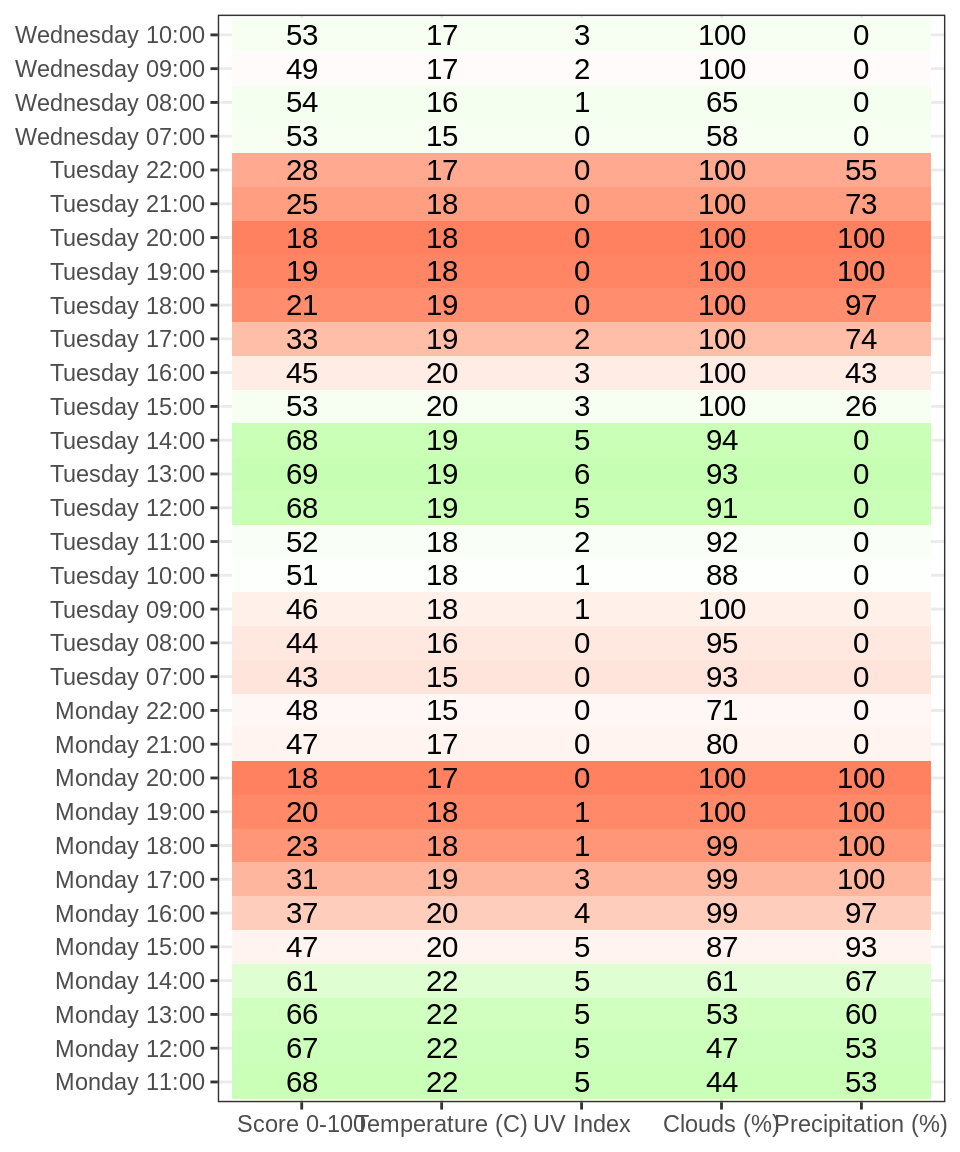 Wednesday 10:00 53 17 3 100 0
Wednesday 09:00 49 17 2 100 0
Wednesday 08:00 54 16 1 65 0
Wednesday 07:00 53 15 0 58 0
Tuesday 22:00 28 17 0 100 55
Tuesday 21:00 25 18 0 100 73
Tuesday 20:00 18 18 0 100 100
Tuesday 19:00 19 18 0 100 100
Tuesday 18:00 21 19 0 100 97
Tuesday 17:00 33 19 2 100 74
Tuesday 16:00 45 20 3 100 43
Tuesday 15:00 53 20 3 100 26
Tuesday 14:00 68 19 5 94 0
Tuesday 13:00 69 19 6 93 0
Tuesday 12:00 68 19 5 91 0
Tuesday 11:00 52 18 2 92 0
Tuesday 10:00 51 18 1 88 0
Tuesday 09:00 46 18 1 100 0
Tuesday 08:00 44 16 0 95 0
Tuesday 07:00 43 15 0 93 0
Monday 22:00 48 15 0 71 0
Monday 21:00 47 17 0 80 0
Monday 20:00 18 17 0 100 100
Monday 19:00 20 18 1 100 100
Monday 18:00 23 18 1 99 100
Monday 17:00 31 19 3 99 100
Monday 16:00 37 20 4 99 97
Monday 15:00 47 20 5 87 93
Monday 14:00 61 22 5 61 67
Monday 13:00 66 22 5 53 60
Monday 12:00 67 22 5 47 53
Monday 11:00 68 22 5 44 53
Score 0-100 Temperature (C) UV Index Clouds (%) Precipitation (%)